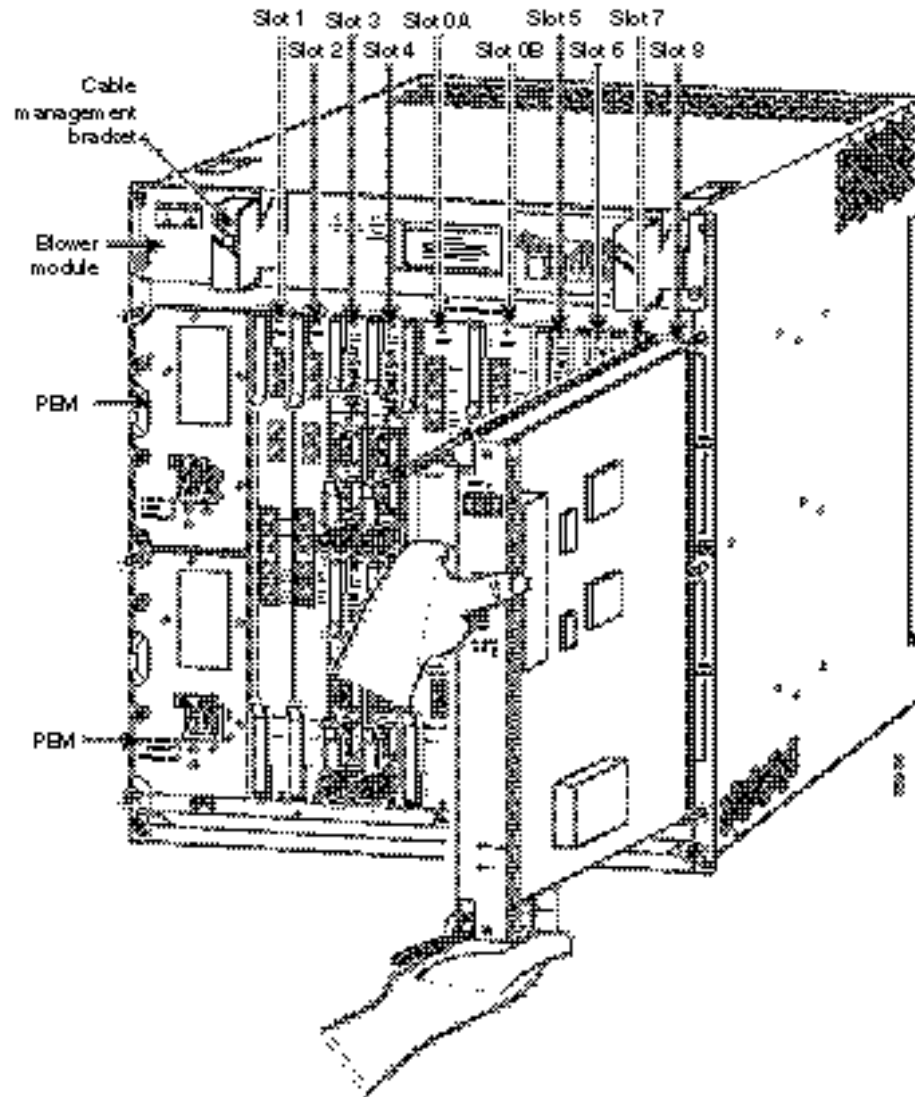 Slot 1
Slot 3
Slot 0A
Slot 5
Slot 7
Slot 2
Slot 4
Slot 0B
Slot 6
Slot 8
Cable
management
bracket
Blower
module
PEM
PEM